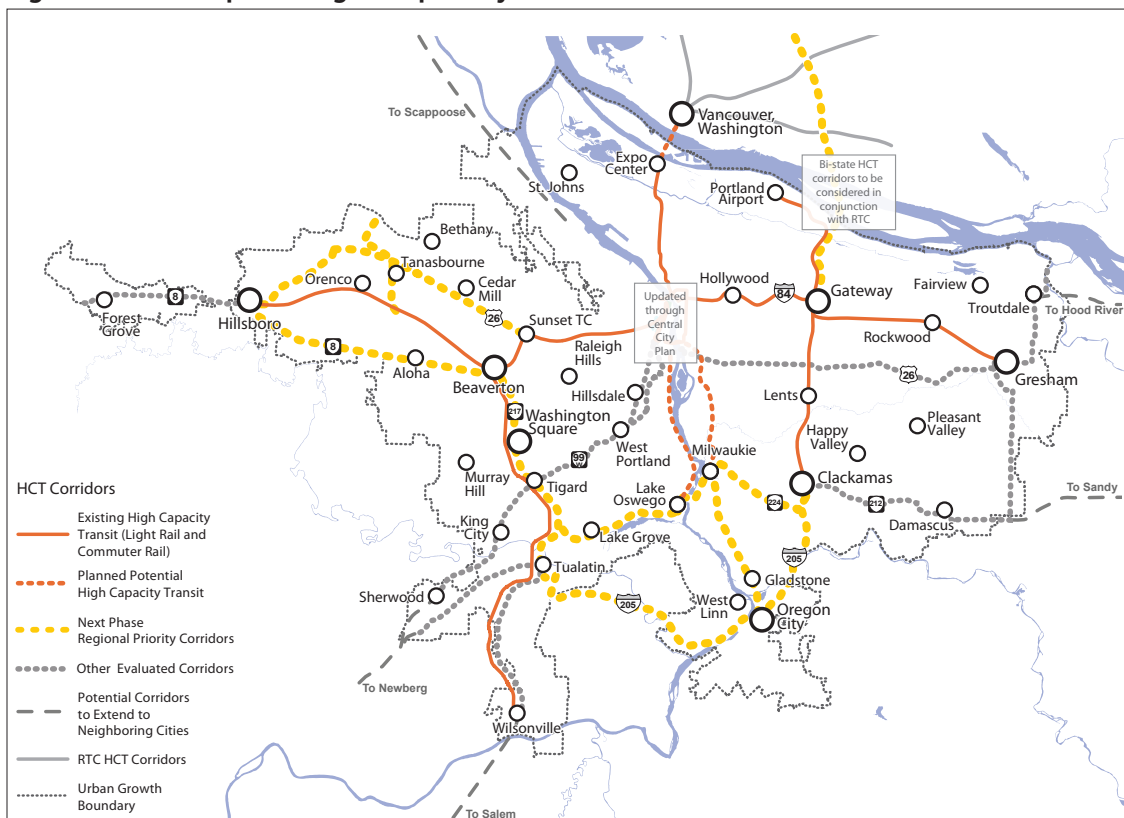 To Scappoose
Vancouver,
Washington
Expo
Center
St. Johns
Portland
Airport
Bi-state HCT
corridors to be
considered in
conjunction
with RTC
Bethany
Tanasbourne
Orenco
Cedar
Mill
Hollywood
84
Gateway
Fairview
Troutdale
To Hood River
8
Forest
Grove
Hillsboro
26
Sunset TC
Updated
through
Central
City
Plan
Rockwood
8
Raleigh
Hills
Aloha
Beaverton
26
Gresham
Hillsdale
Lents
217
Washington
Square
Pleasant
Valley
Happy
Valley
West
Portland
99
W
Milwaukie
Murray
Hill
Tigard
Clackamas
Lake
Oswego
224
212
To Sandy
Damascus
King
City
Lake Grove
205
Tualatin
Gladstone
Sherwood
205
West
Linn
Oregon
City
To Newberg
Wilsonville
To Salem
HCT Corridors
Existing High Capacity
Transit (Light Rail and
Commuter Rail)
Planned Potential
High Capacity Transit
Next Phase
Regional Priority Corridors
Other Evaluated Corridors
Potential Corridors
to Extend to
Neighboring Cities
RTC HCT Corridors
Urban Growth
Boundary